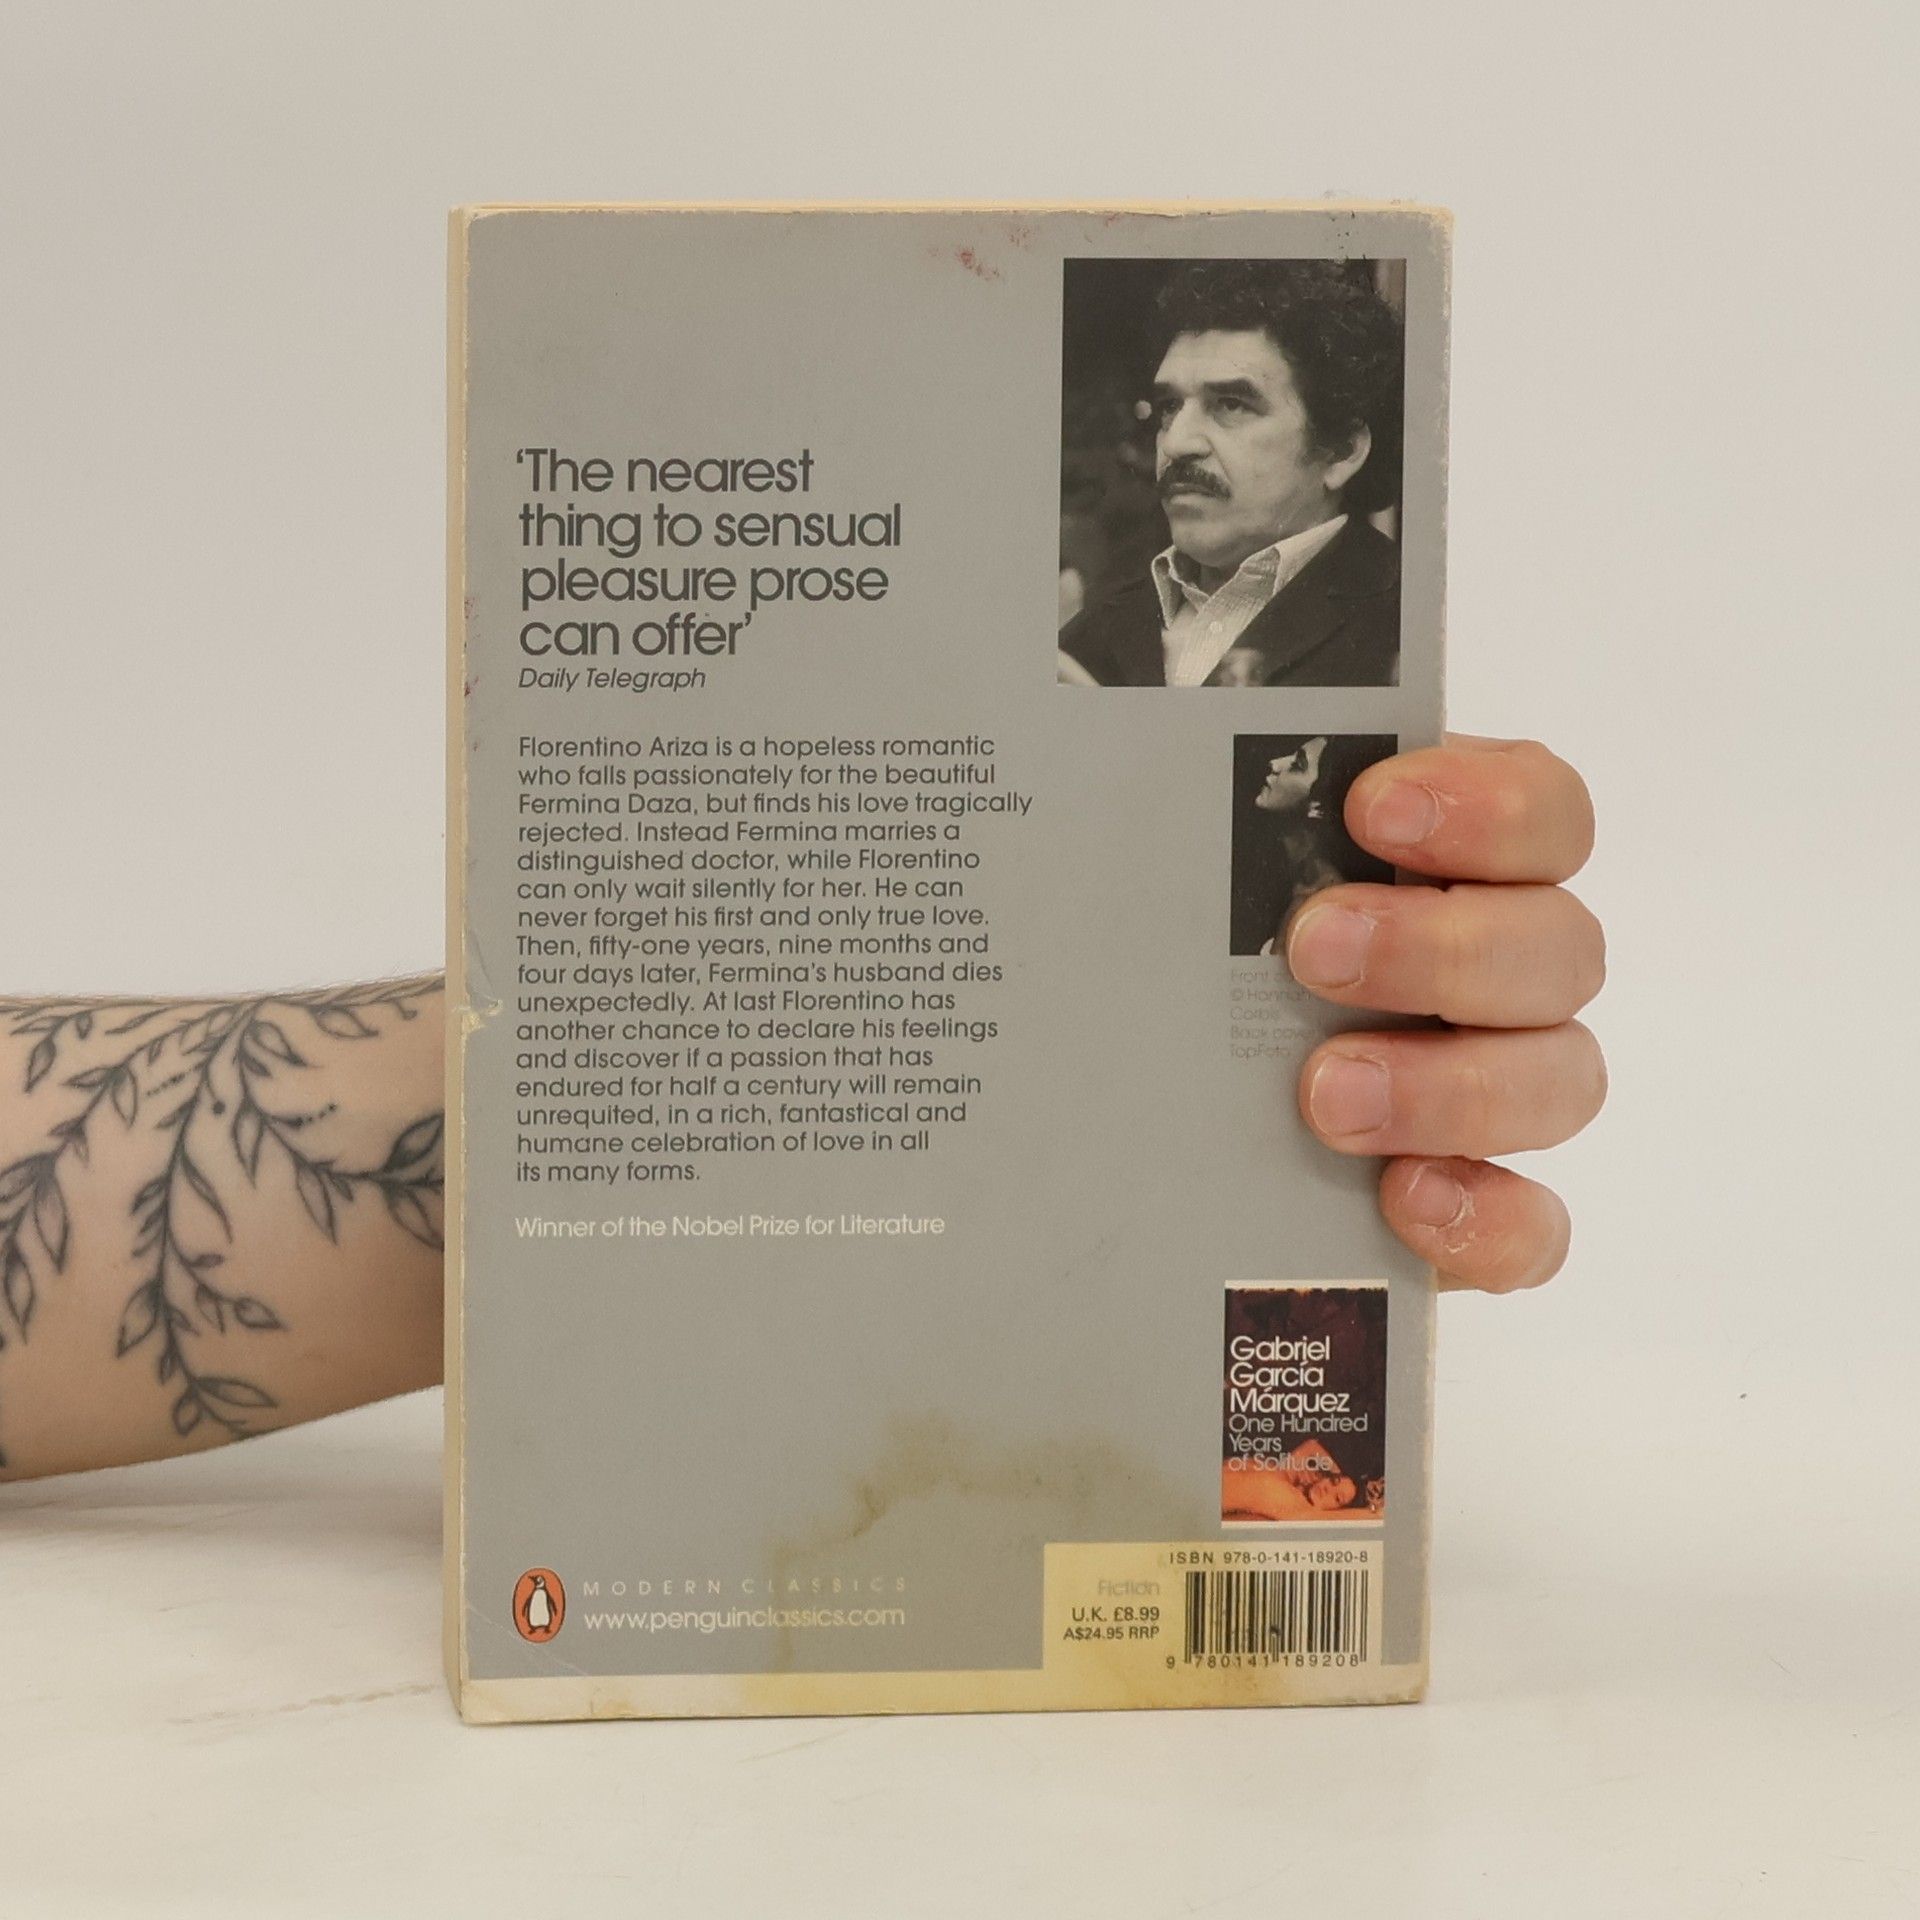 ‘The nearest
thing to sensual
pleasure prose
can offer’
Daily Telegraph
Florentino Ariza is a hopeless romantic
who falls passionately for the beautiful
Fermina Daza, but finds his love tragically
rejected. Instead Fermina marries a
distinguished doctor, while Florentino
can only wait silently for her. He can
never forget his first and only true love.
Then, fifty-one years, nine months and
four days later, Fermina’s husband dies
unexpectedly. At last Florentino has
another chance to declare his feelings
and discover if a passion that has
endured for half a century will remain
unrequited, in a rich, fantastical and
humane celebration of love in all
its many forms.
Winner of the Nobel Prize for Literature
Front
© Hannah
Corbis
Back cover
TopFoto
Gabriel
García
Márquez
One Hundred
Years
of Solitude
MODERN CLASSICS
www.penguinclassics.com
ISBN 978-0-141-18920-8
Fiction
U.K. £8.99
A$24.95 RRP
9 780141 189208